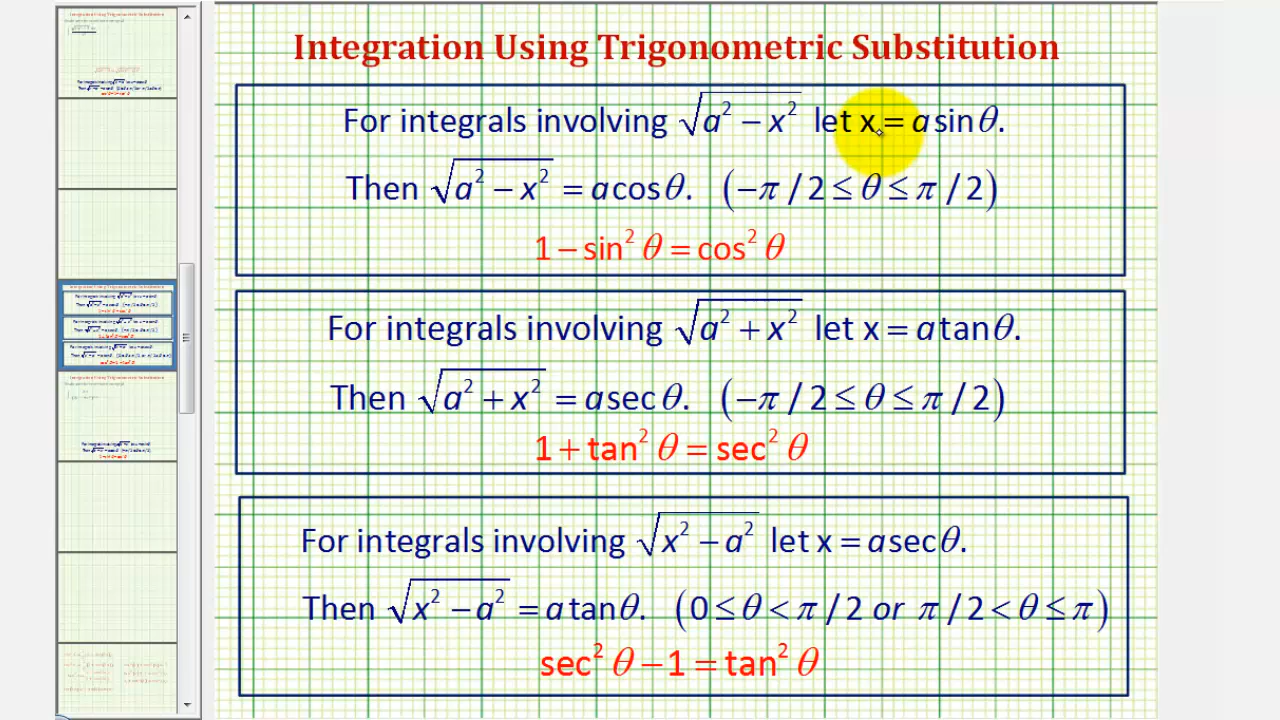 Integration Using Trigonometric Substitution
For integrals involving √(a² − x²) let x = a sin θ.
Then √(a² − x²) = a cos θ. (−π / 2 ≤ θ ≤ π / 2)
1 − sin² θ = cos² θ
For integrals involving √(a² + x²) let x = a tan θ.
Then √(a² + x²) = a sec θ. (−π / 2 ≤ θ ≤ π / 2)
1 + tan² θ = sec² θ
For integrals involving √(x² − a²) let x = a sec θ.
Then √(x² − a²) = a tan θ. (0 ≤ θ < π / 2 or π / 2 < θ ≤ π)
sec² θ − 1 = tan² θ